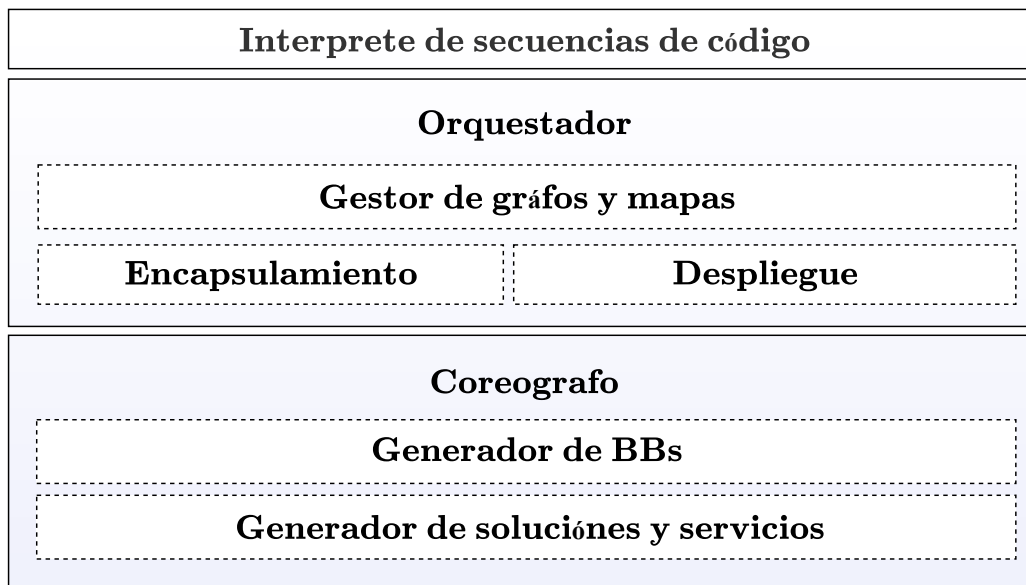 Interprete de secuencias de código
Orquestador
Gestor de gráfos y mapas
Encapsulamiento
Despliegue
Coreografo
Generador de BBs
Generador de soluciónes y servicios